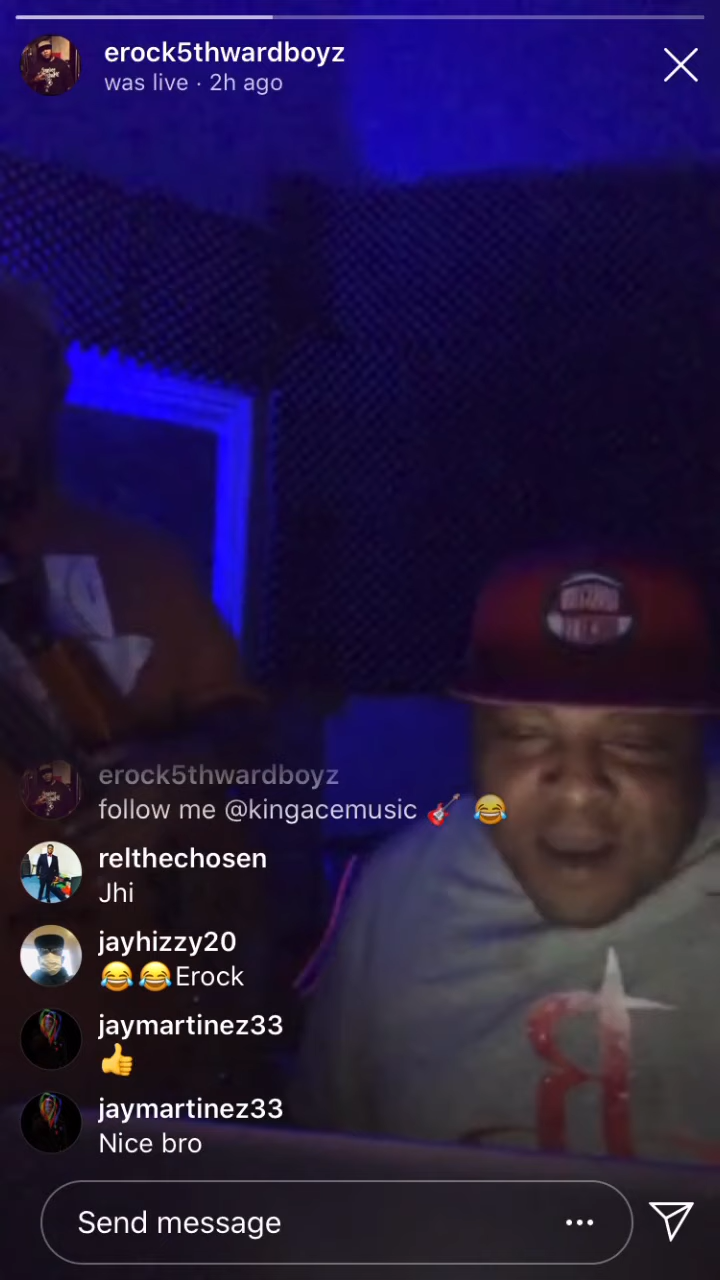 erock5thwardboyz
was live · 2h ago
erock5thwardboyz
follow me @kingacemusic 🎸 😂
relthechosen
Jhi
jayhizzy20
😂😂Erock
jaymartinez33
👍
jaymartinez33
Nice bro
R
Send message